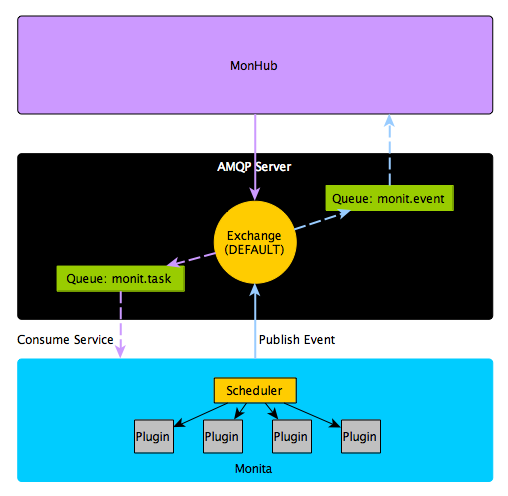 MonHub
AMQP Server
Queue: monit.event
Exchange
(DEFAULT)
Queue: monit.task
Consume Service
Publish Event
Scheduler
Plugin
Plugin
Plugin
Plugin
Monita